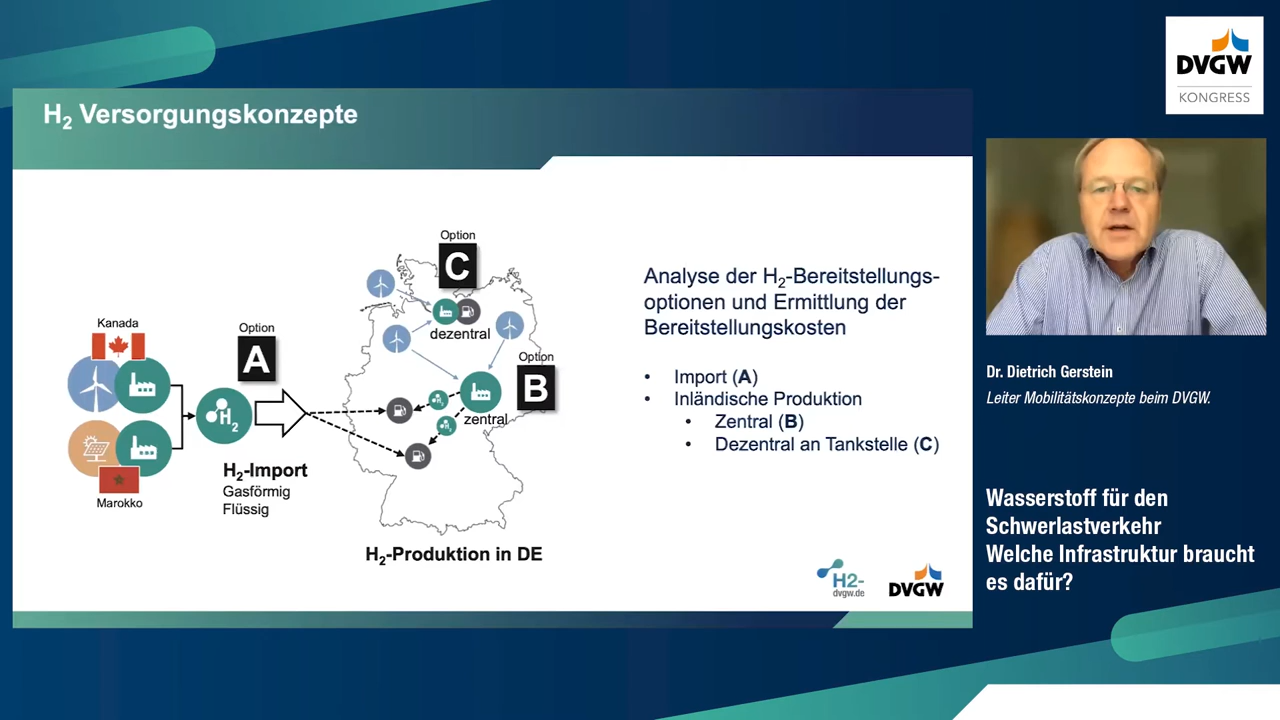 H2 Versorgungskonzepte
DVGW
KONGRESS
Option
C
dezentral
Option
B
zentral
Kanada
Option
A
H2
Marokko
H2-Import
Gasförmig
Flüssig
H2-Produktion in DE
Analyse der H2-Bereitstellungs-
optionen und Ermittlung der
Bereitstellungskosten
• Import (A)
• Inländische Produktion
• Zentral (B)
• Dezentral an Tankstelle (C)
H2-
dvgw.de
DVGW
Dr. Dietrich Gerstein
Leiter Mobilitätskonzepte beim DVGW.
Wasserstoff für den
Schwerlastverkehr
Welche Infrastruktur braucht
es dafür?